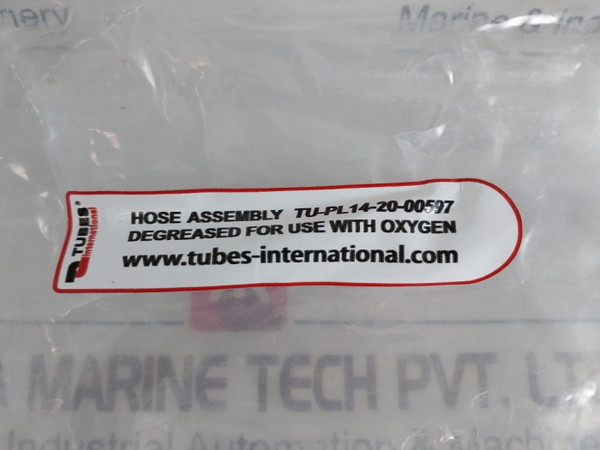 nery
Marine & Ind
TUBES®
International
HOSE ASSEMBLY TU-PL14-20-00597
DEGREASED FOR USE WITH OXYGEN
www.tubes-international.com
A MARINE TECH PVT. LT
Industrial Automation & Machine